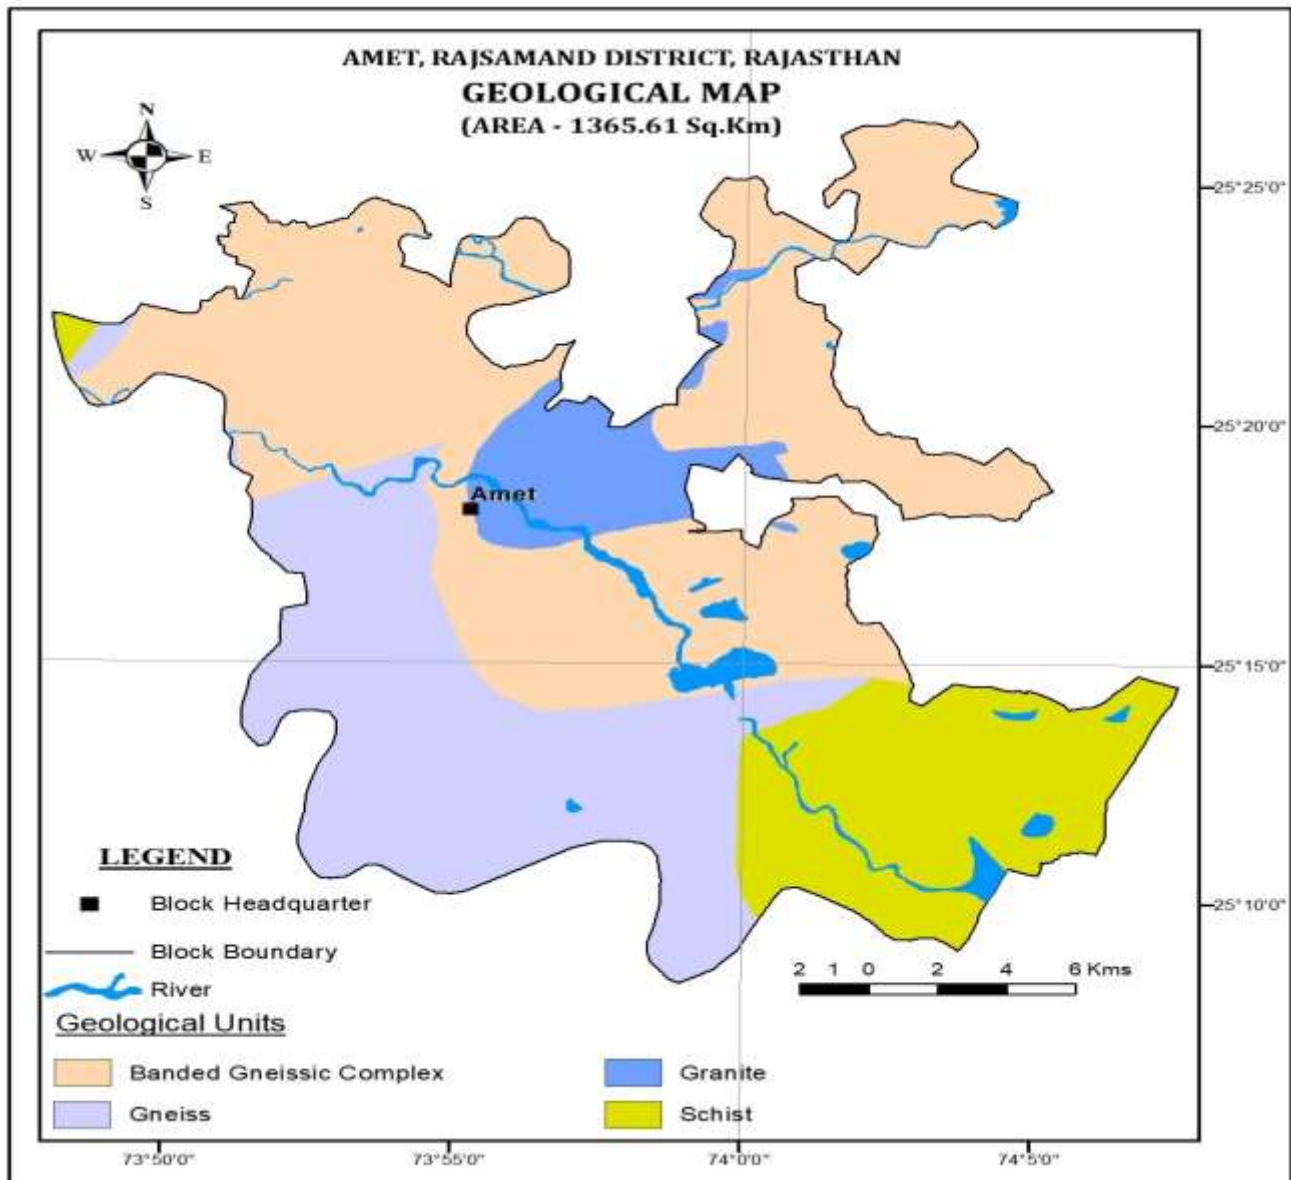 AMET, RAJSAMAND DISTRICT, RAJASTHAN
GEOLOGICAL MAP
(AREA - 1365.61 Sq.Km)
N
W E
S
25°25'0"
25°20'0"
Amet
25°15'0"
25°10'0"
LEGEND
Block Headquarter
Block Boundary
River
2 1 0 2 4 6 Kms
Geological Units
Banded Gneissic Complex
Granite
Gneiss
Schist
73°50'0" 73°55'0" 74°0'0" 74°5'0"